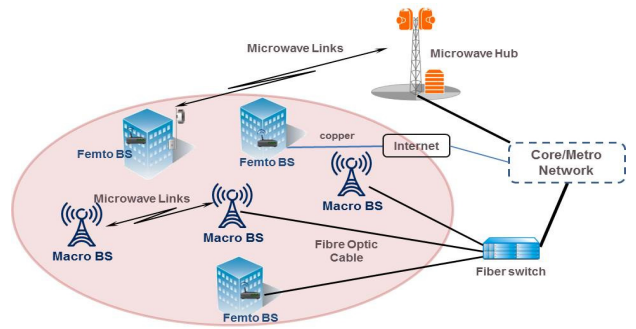 Microwave Links
Microwave Hub
Femto BS
Femto BS
copper
Internet
Core/Metro
Network
Macro BS
Microwave Links
Macro BS
Macro BS
Fibre Optic
Cable
Fiber switch
Femto BS